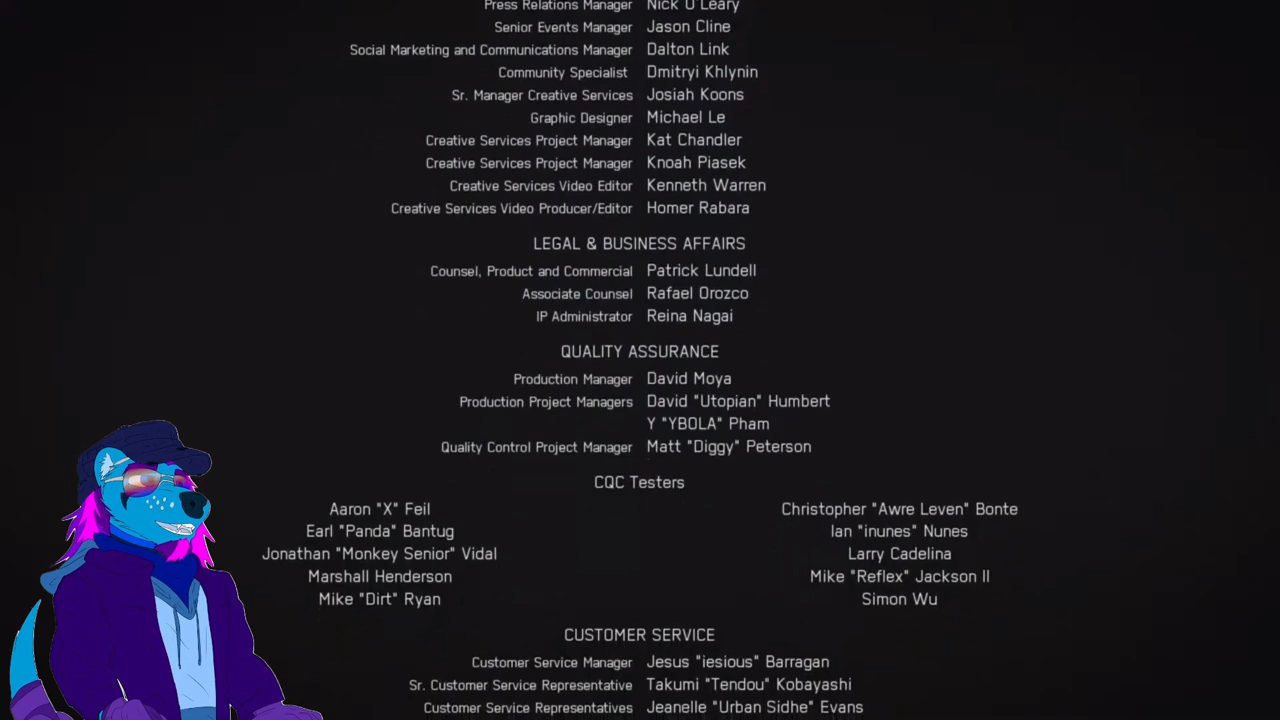 Press Relations Manager Nick O'Leary
Senior Events Manager Jason Cline
Social Marketing and Communications Manager Dalton Link
Community Specialist Dmitryi Khlynin
Sr. Manager Creative Services Josiah Koons
Graphic Designer Michael Le
Creative Services Project Manager Kat Chandler
Creative Services Project Manager Knoah Piasek
Creative Services Video Editor Kenneth Warren
Creative Services Video Producer/Editor Homer Rabara
LEGAL & BUSINESS AFFAIRS
Counsel, Product and Commercial Patrick Lundell
Associate Counsel Rafael Orozco
IP Administrator Reina Nagai
QUALITY ASSURANCE
Production Manager David Moya
Production Project Managers David "Utopian" Humbert
Y "YBOLA" Pham
Quality Control Project Manager Matt "Diggy" Peterson
CQC Testers
Aaron "X" Feil Christopher "Awre Leven" Bonte
Earl "Panda" Bantug Ian "inunes" Nunes
Jonathan "Monkey Senior" Vidal Larry Cadelina
Marshall Henderson Mike "Reflex" Jackson II
Mike "Dirt" Ryan Simon Wu
CUSTOMER SERVICE
Customer Service Manager Jesus "iesious" Barragan
Sr. Customer Service Representative Takumi "Tendou" Kobayashi
Customer Service Representatives Jeanelle "Urban Sidhe" Evans